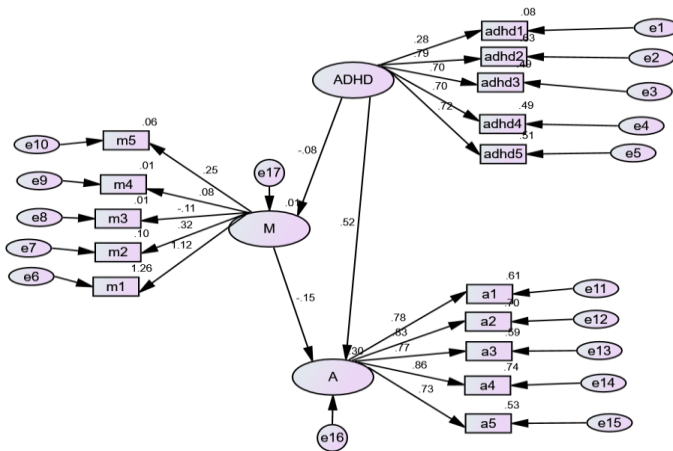 .08
adhd1
e1
.28
.63
adhd2
e2
.79
.49
adhd3
e3
.70
ADHD
.49
adhd4
e4
.70
.51
adhd5
e5
.72
.06
m5
e10
.25
-.08
e17
.01
m4
e9
.08
.01
m3
e8
-.11
.01
M
.10
m2
e7
.32
1.26
m1
e6
1.12
.52
-.15
.61
a1
e11
.78
.70
a2
e12
.83
.59
a3
e13
.77
.30
A
.74
a4
e14
.86
.53
a5
e15
.73
e16